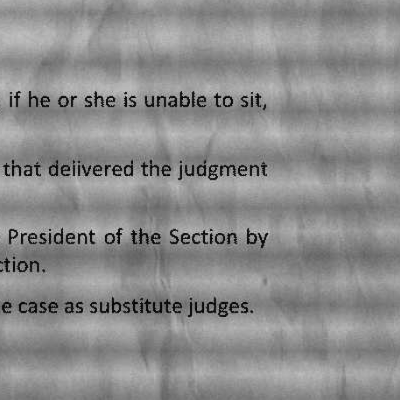 if he or she is unable to sit,
that delivered the judgment
President of the Section by
ction.
e case as substitute judges.